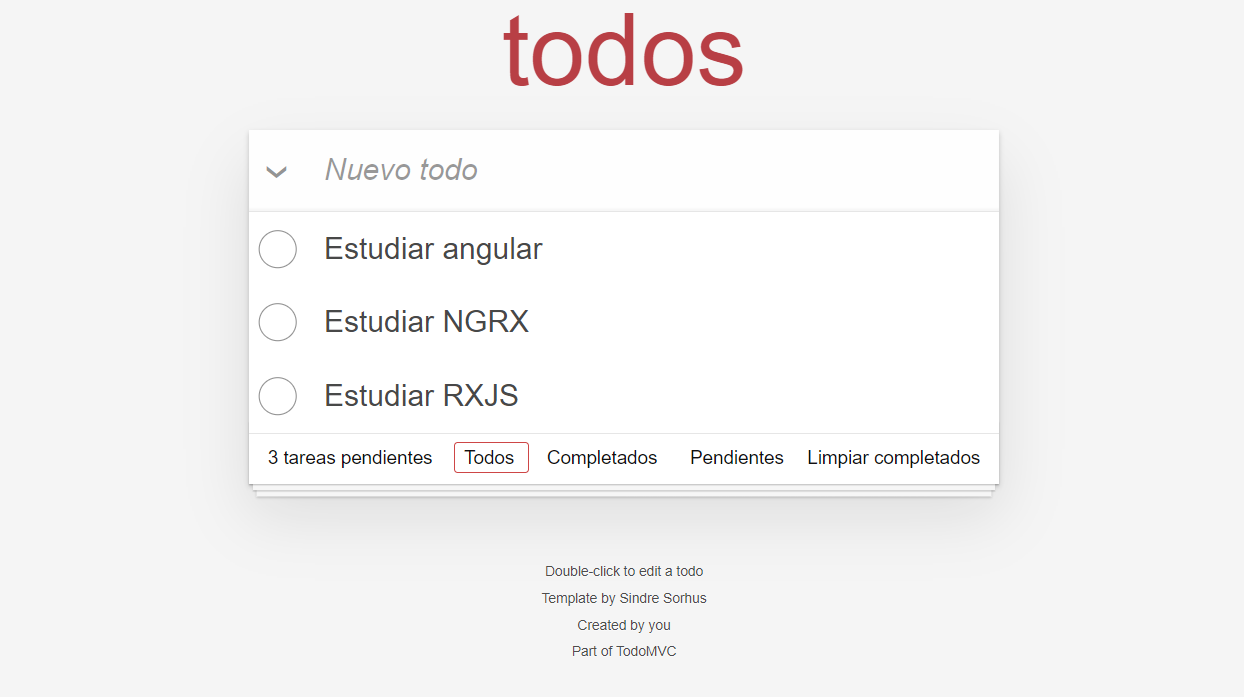 todos
Nuevo todo
Estudiar angular
Estudiar NGRX
Estudiar RXJS
3 tareas pendientes Todos Completados Pendientes Limpiar completados
Double-click to edit a todo
Template by Sindre Sorhus
Created by you
Part of TodoMVC